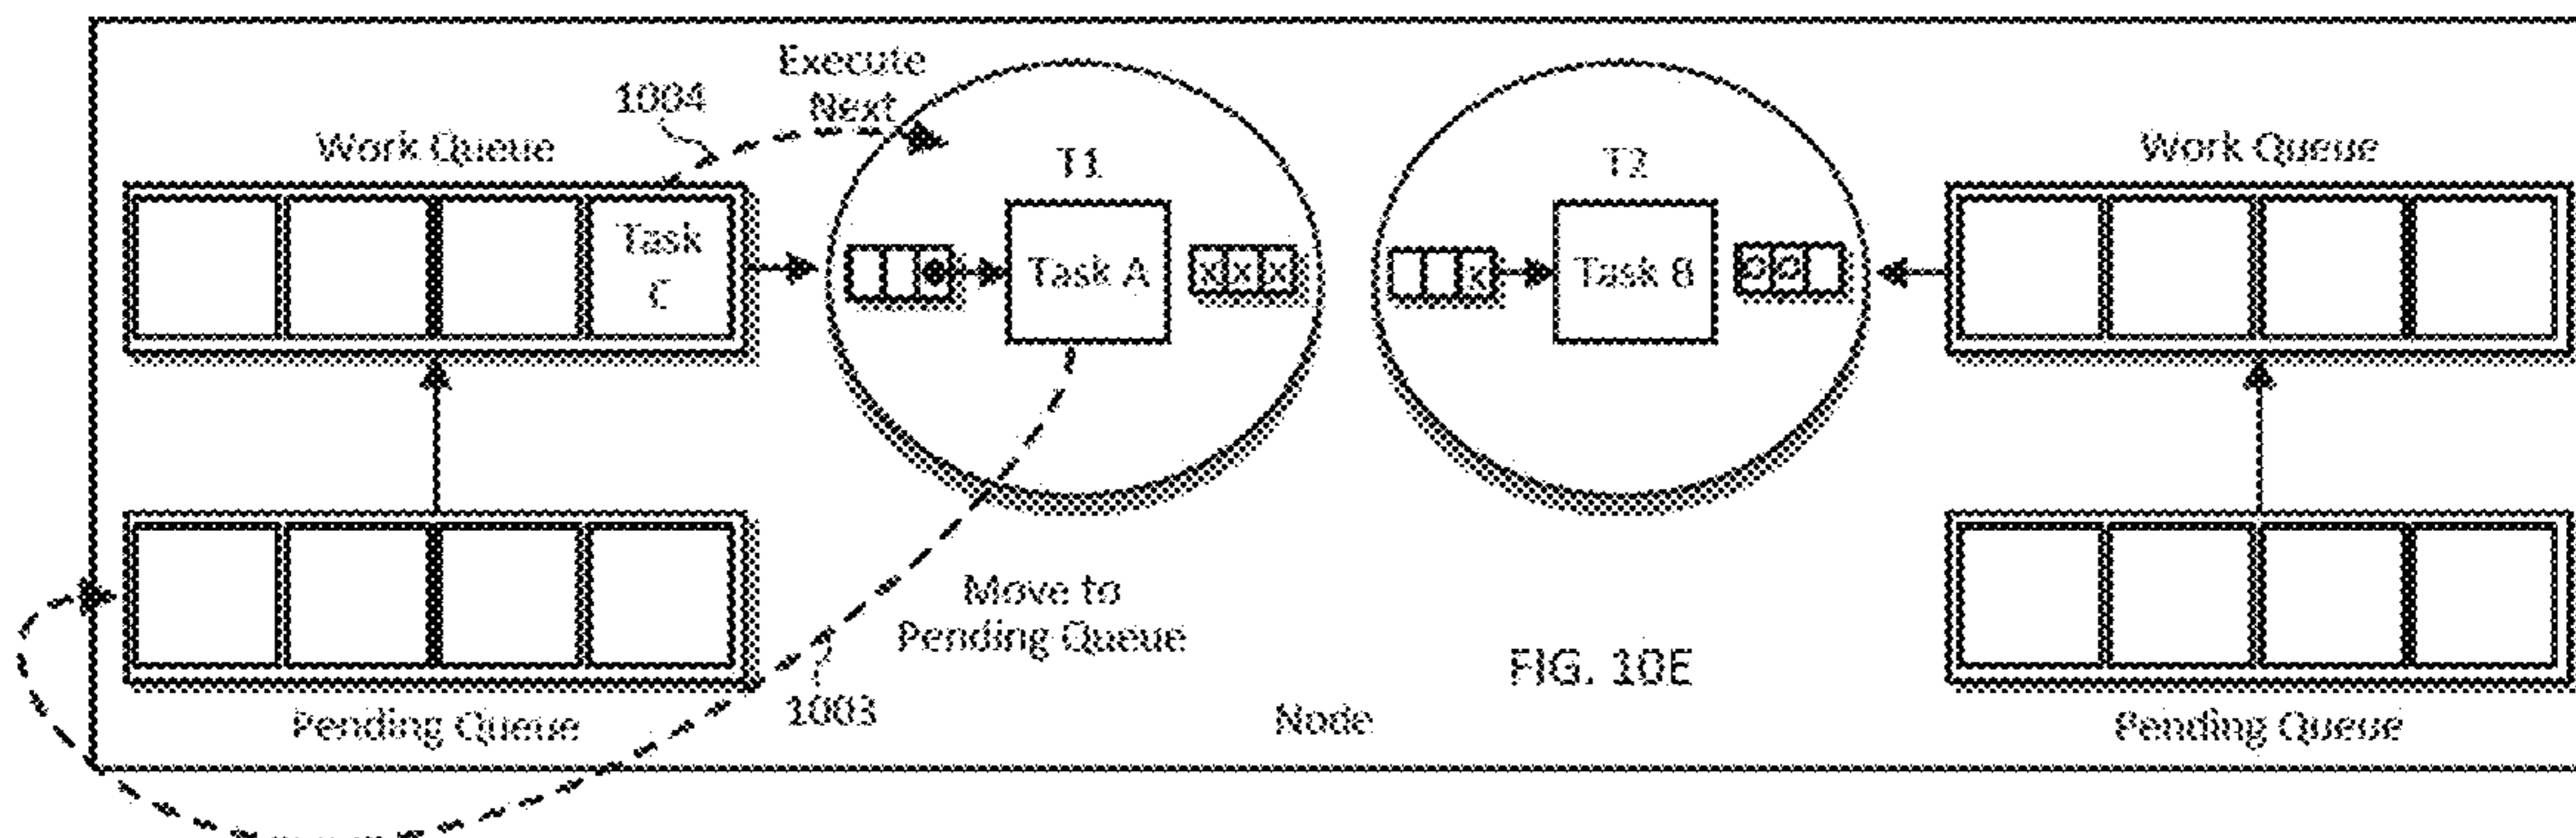 Execute
Next
1004
Work Queue
T1
T2
Work Queue
Task
C
Task A
x x x
x
Task B
Ø Ø
Move to
Pending Queue
1003
FIG. 10E
Pending Queue
Node
Pending Queue